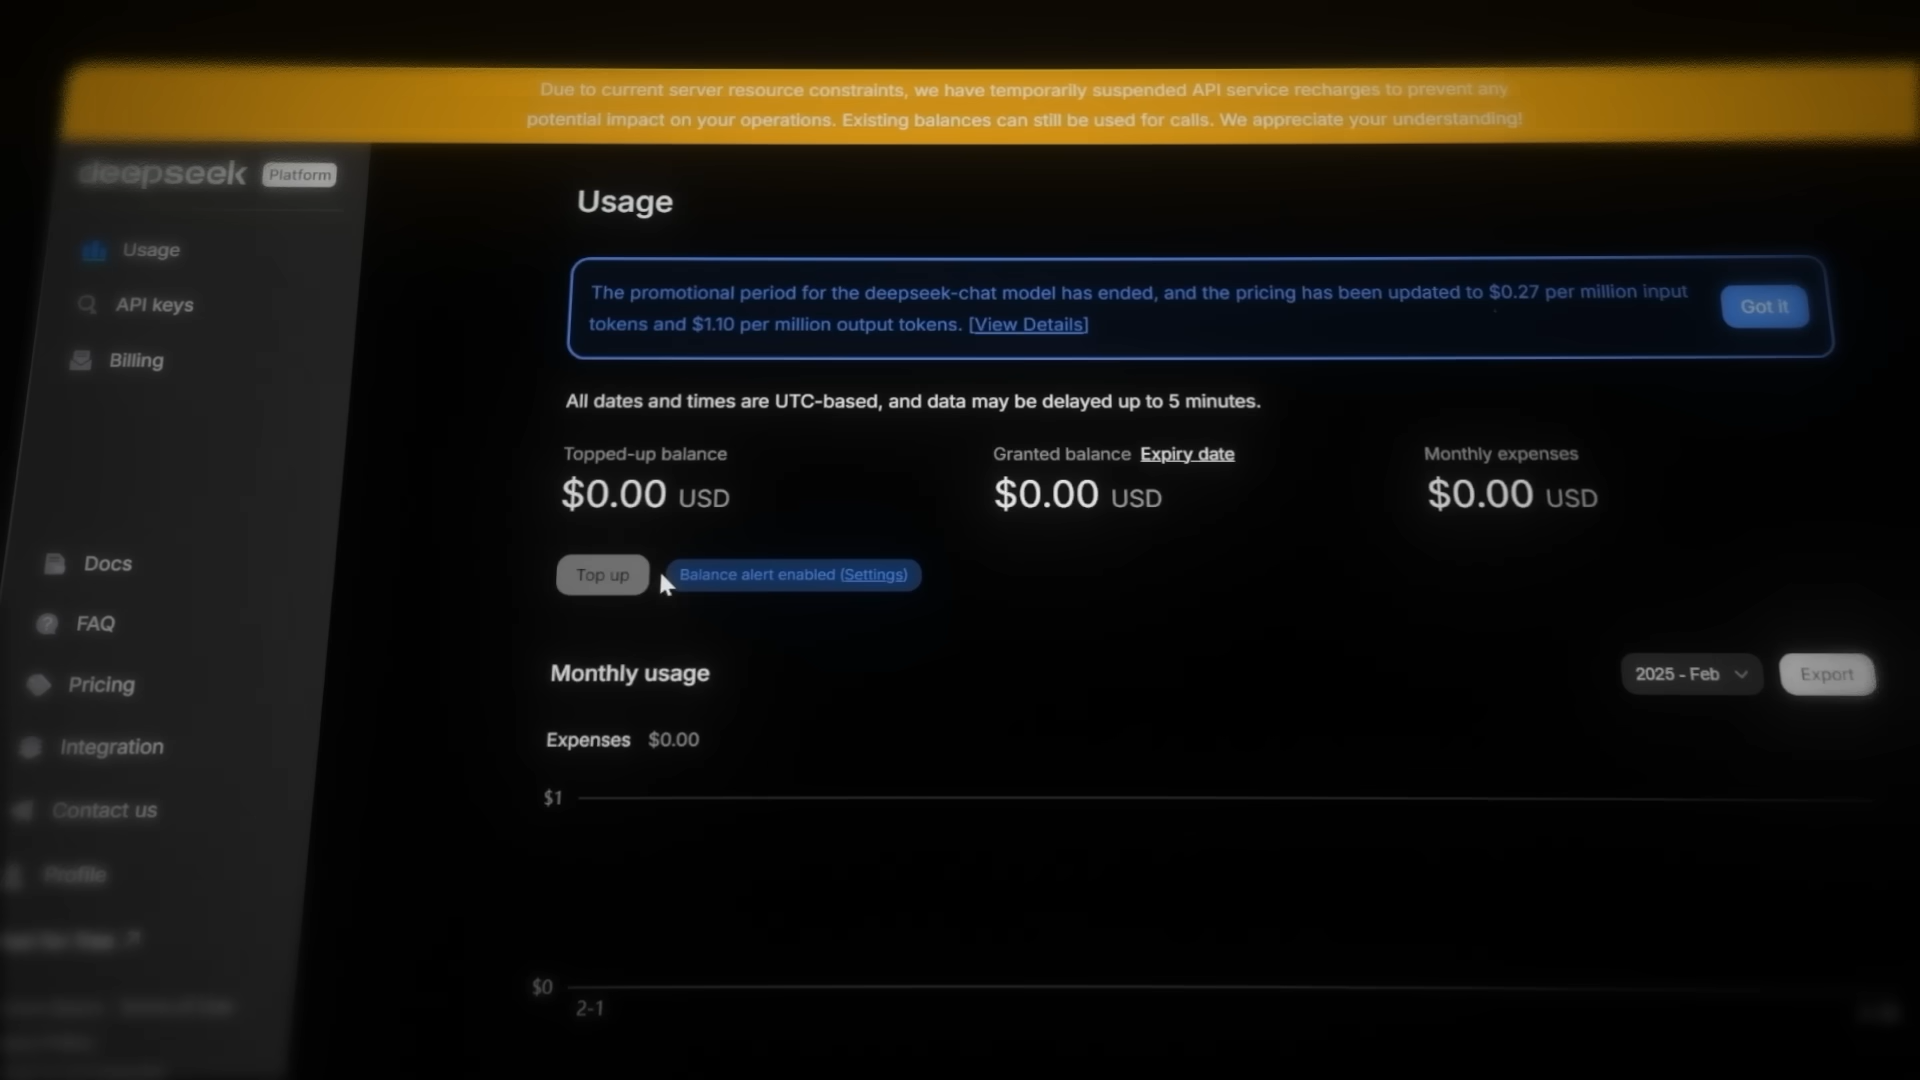 Due to current server resource constraints, we have temporarily suspended API service recharges to prevent any
potential impact on your operations. Existing balances can still be used for calls. We appreciate your understanding!
deepseek Platform
Usage
API keys
Billing
Docs
FAQ
Pricing
Integration
Contact us
Profile
Usage
The promotional period for the deepseek-chat model has ended, and the pricing has been updated to $0.27 per million input
tokens and $1.10 per million output tokens. [View Details]
Got it
All dates and times are UTC-based, and data may be delayed up to 5 minutes.
Topped-up balance
$0.00 USD
Granted balance Expiry date
$0.00 USD
Monthly expenses
$0.00 USD
Top up
Balance alert enabled (Settings)
Monthly usage
2025 - Feb
Export
Expenses $0.00
$1
$0
2-1